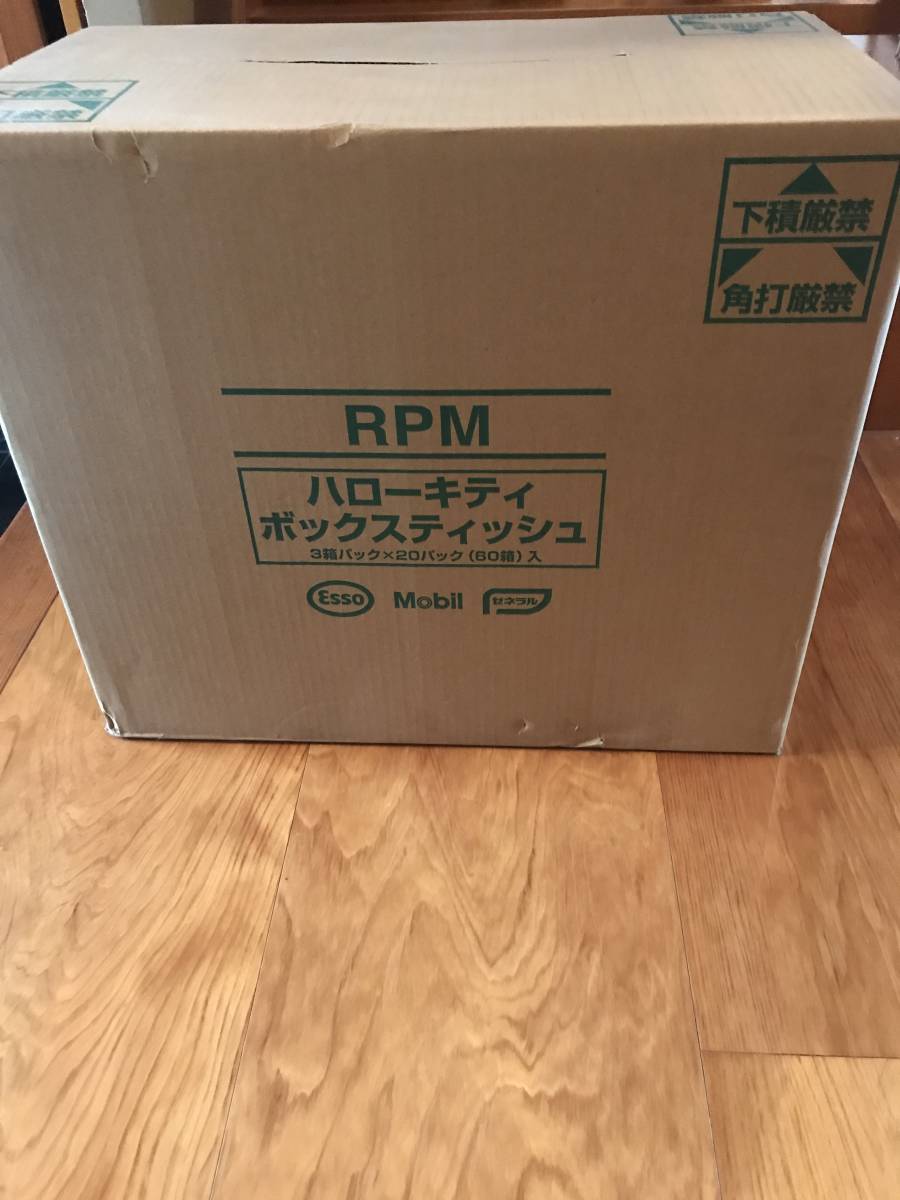 下積厳禁
角打厳禁
RPM
ハローキティ
ボックスティッシュ
3箱パック×20パック(60箱)入
Esso Mobil ゼネラル